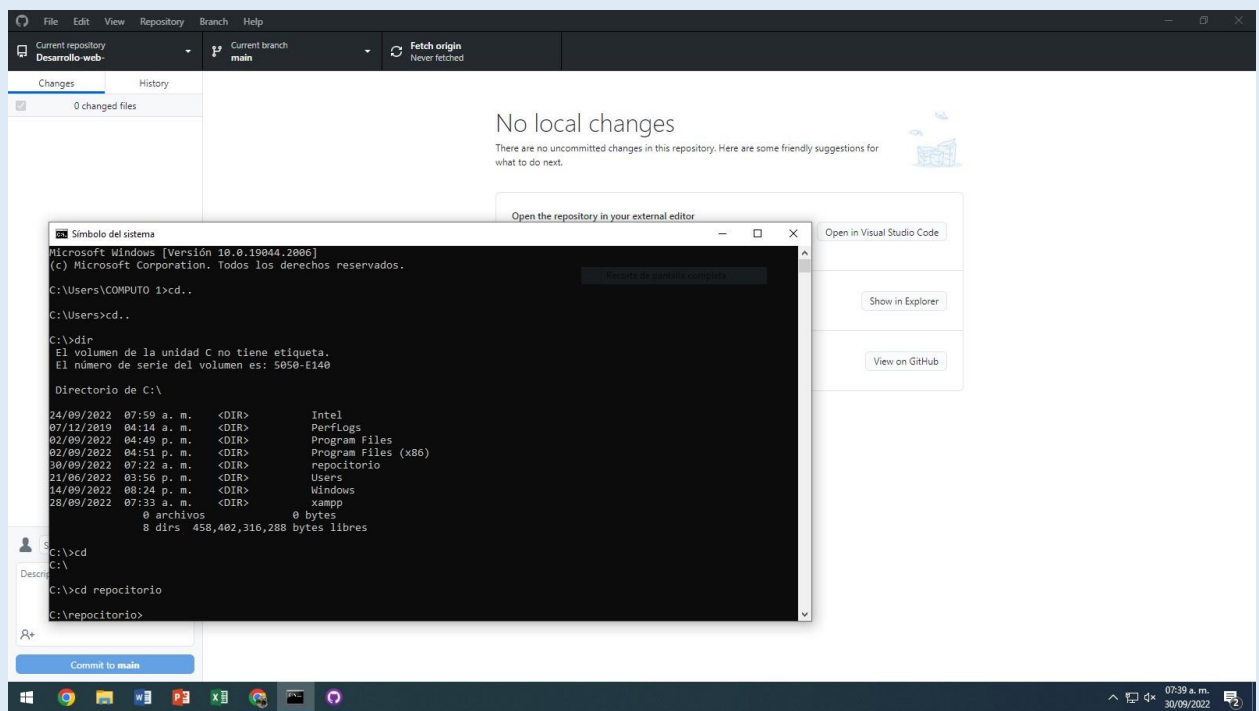 File Edit View Repository Branch Help
Current repository
Desarrollo-web-
Current branch
main
Fetch origin
Never fetched
Changes History
0 changed files
No local changes
There are no uncommitted changes in this repository. Here are some friendly suggestions for
what to do next.
Open the repository in your external editor
Open in Visual Studio Code
Show in Explorer
View on GitHub
Símbolo del sistema
Microsoft Windows [Versión 10.0.19044.2006]
(c) Microsoft Corporation. Todos los derechos reservados.
C:\Users\COMPUTO 1>cd..
C:\Users>cd..
C:\>dir
El volumen de la unidad C no tiene etiqueta.
El número de serie del volumen es: 5050-E140
Directorio de C:\
24/09/2022 07:59 a. m. <DIR> Intel
07/12/2019 04:14 a. m. <DIR> PerfLogs
02/09/2022 04:49 p. m. <DIR> Program Files
02/09/2022 04:51 p. m. <DIR> Program Files (x86)
30/09/2022 07:22 a. m. <DIR> repocitorio
21/06/2022 03:56 p. m. <DIR> Users
14/09/2022 08:24 p. m. <DIR> Windows
28/09/2022 07:33 a. m. <DIR> xampp
0 archivos 0 bytes
8 dirs 458,402,316,288 bytes libres
C:\>cd
C:\
C:\>cd repocitorio
C:\repocitorio>
Recorte de pantalla completa
S
Descrip
Commit to main
07:39 a. m.
30/09/2022
2